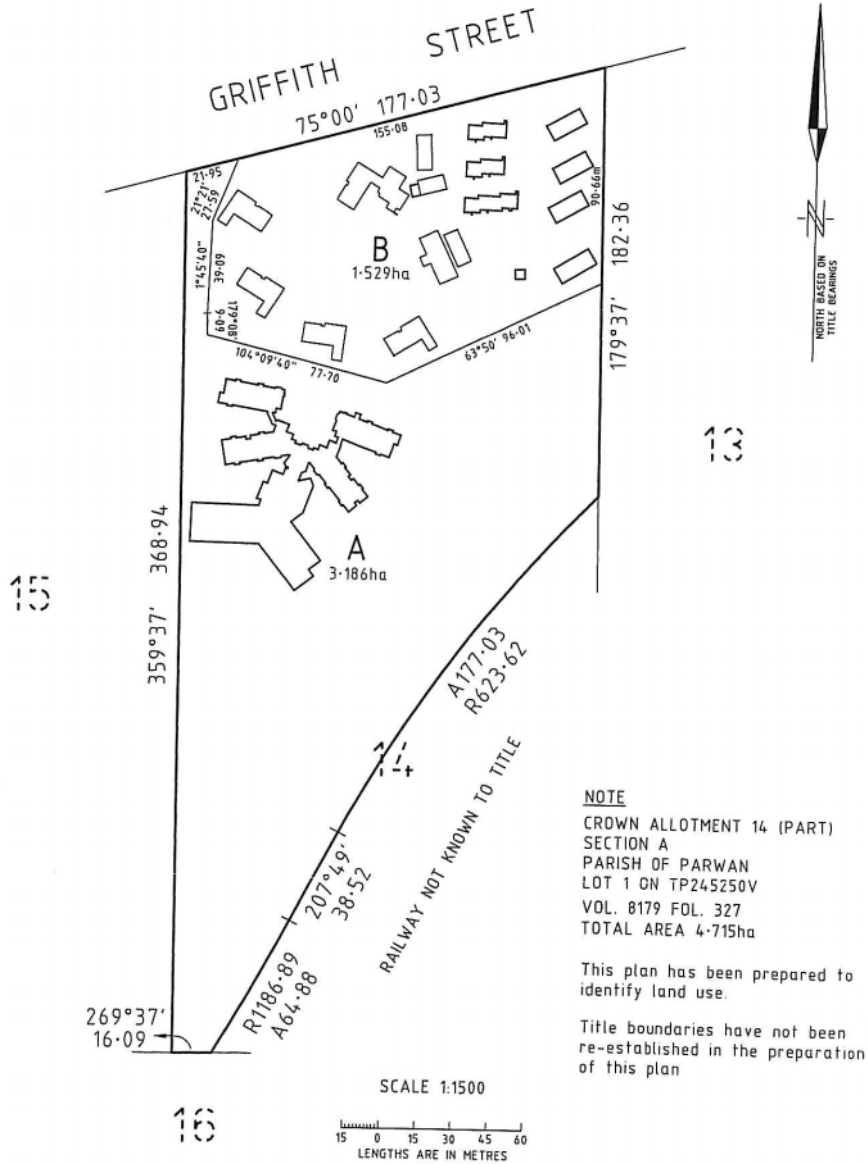 GRIFFITH STREET
75°00' 177·03
155·08
21·95
21°21'
27·59
1°45'40"
39·09
179°08'
9·09
104°09'40" 77·70
63°50' 96·01
90·66m
182·36
179°37'
B
1·529ha
NORTH BASED ON
TITLE BEARINGS
N
13
15
368·94
359°37'
A
3·186ha
A177·03
R623·62
14
RAILWAY NOT KNOWN TO TITLE
207°49'
38·52
R1186·89
A64·88
269°37'
16·09
16
NOTE
CROWN ALLOTMENT 14 (PART)
SECTION A
PARISH OF PARWAN
LOT 1 ON TP245250V
VOL. 8179 FOL. 327
TOTAL AREA 4·715ha
This plan has been prepared to
identify land use.
Title boundaries have not been
re-established in the preparation
of this plan
SCALE 1:1500
15 0 15 30 45 60
LENGTHS ARE IN METRES